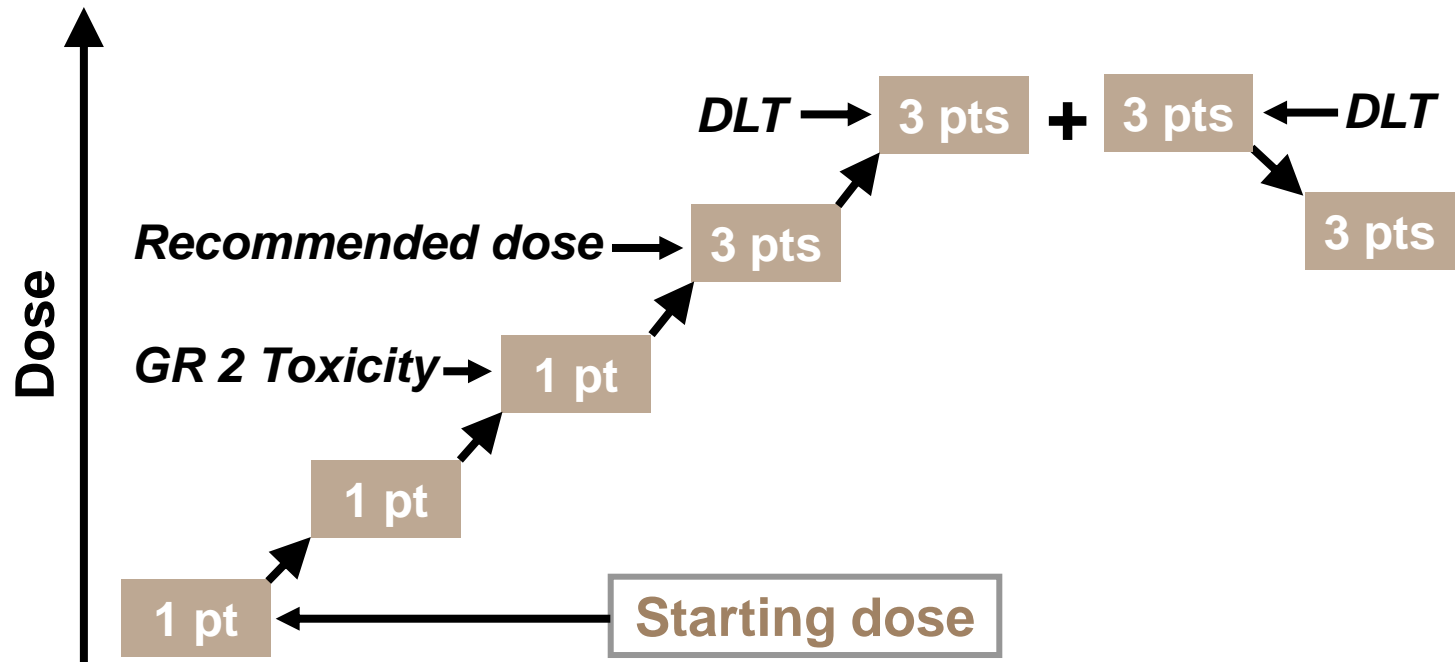 DLT
3 pts
+
3 pts
DLT
Recommended dose
3 pts
3 pts
Dose
GR 2 Toxicity
1 pt
1 pt
1 pt
Starting dose